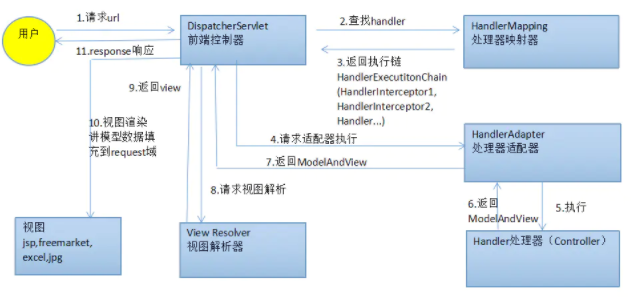 1.请求url
用户
11.response响应
DispatcherServlet
前端控制器
2.查找handler
HandlerMapping
处理器映射器
3.返回执行链
HandlerExecutitonChain
(HandlerInterceptor1,
HandlerInterceptor2,
Handler...)
9.返回view
10.视图渲染
讲模型数据填
充到request域
4.请求适配器执行
7.返回ModelAndView
HandlerAdapter
处理器适配器
8.请求视图解析
6.返回
ModelAndView
5.执行
视图
jsp,freemarket,
excel,jpg
View Resolver
视图解析器
Handler处理器（Controller）